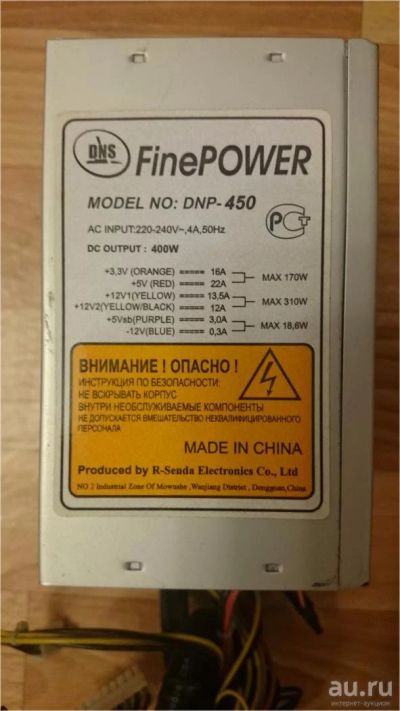 DNS
FinePOWER
MODEL NO: DNP-450
AC INPUT:220-240V~,4A,50Hz
DC OUTPUT : 400W
PCT
+3,3V (ORANGE) ==== 16A
+5V (RED) ==== 22A
MAX 170W
+12V1(YELLOW) ==== 13,5A
+12V2(YELLOW/BLACK) ==== 12A
MAX 310W
+5Vsb(PURPLE) ==== 3,0A
-12V(BLUE) ==== 0,3A
MAX 18,6W
ВНИМАНИЕ ! ОПАСНО !
ИНСТРУКЦИЯ ПО БЕЗОПАСНОСТИ:
НЕ ВСКРЫВАТЬ КОРПУС
ВНУТРИ НЕОБСЛУЖИВАЕМЫЕ КОМПОНЕНТЫ
НЕ ДОПУСКАЕТСЯ ВМЕШАТЕЛЬСТВО НЕКВАЛИФИЦИРОВАННОГО
ПЕРСОНАЛА
MADE IN CHINA
Produced by R-Senda Electronics Co., Ltd
NO 2 Industrial Zone Of Mowushe ,Wanjiang District , Dongguan,China
au.ru
интернет-аукцион